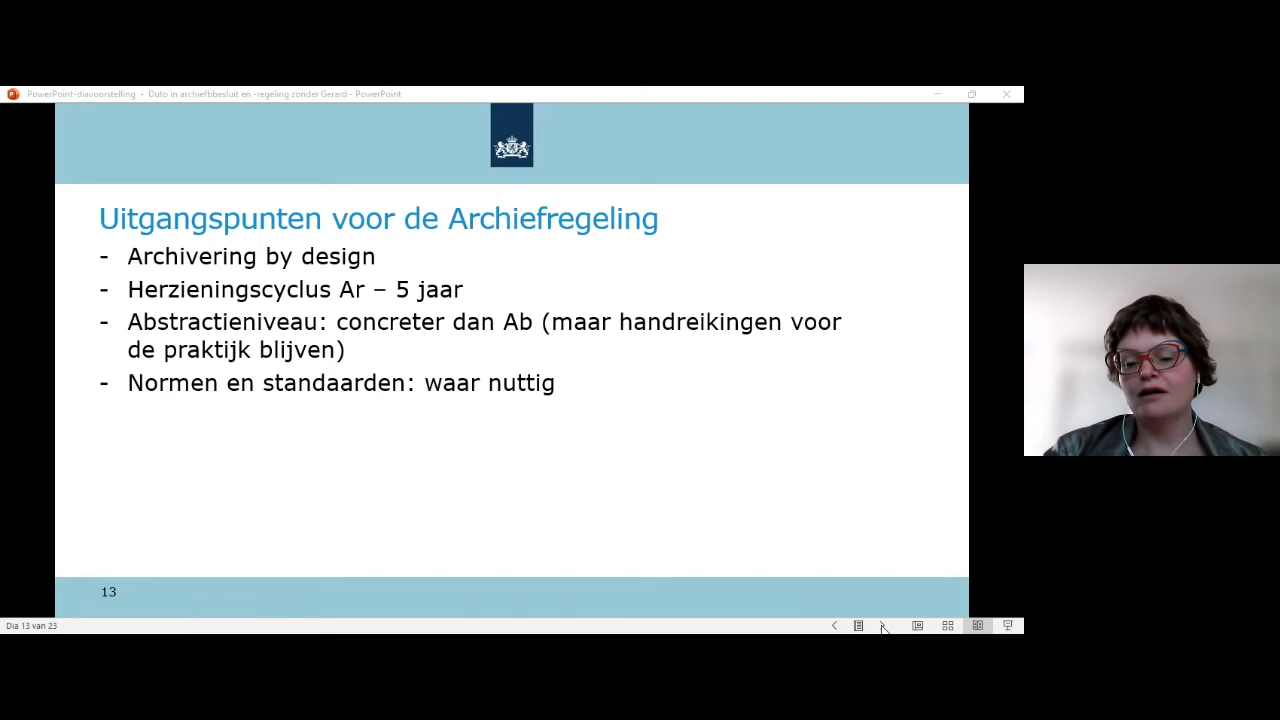 PowerPoint-diavoorstelling - Duto in archiefbbesluit en -regeling zonder Gerard - PowerPoint
Uitgangspunten voor de Archiefregeling
- Archivering by design
- Herzieningscyclus Ar – 5 jaar
- Abstractieniveau: concreter dan Ab (maar handreikingen voor
de praktijk blijven)
- Normen en standaarden: waar nuttig
13
Dia 13 van 23